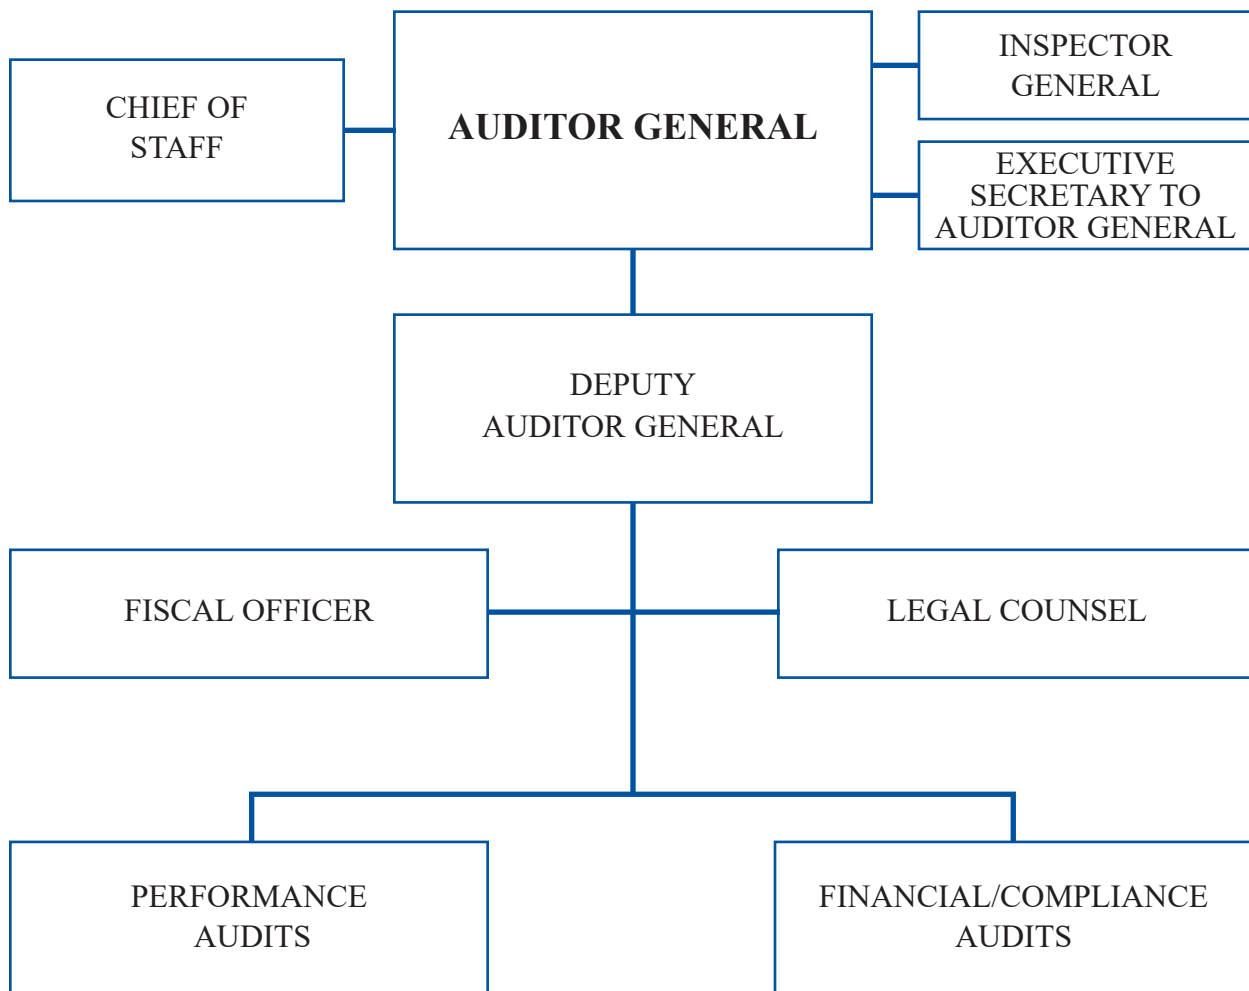 CHIEF OF
STAFF
AUDITOR GENERAL
INSPECTOR
GENERAL
EXECUTIVE
SECRETARY TO
AUDITOR GENERAL
DEPUTY
AUDITOR GENERAL
FISCAL OFFICER
LEGAL COUNSEL
PERFORMANCE
AUDITS
FINANCIAL/COMPLIANCE
AUDITS